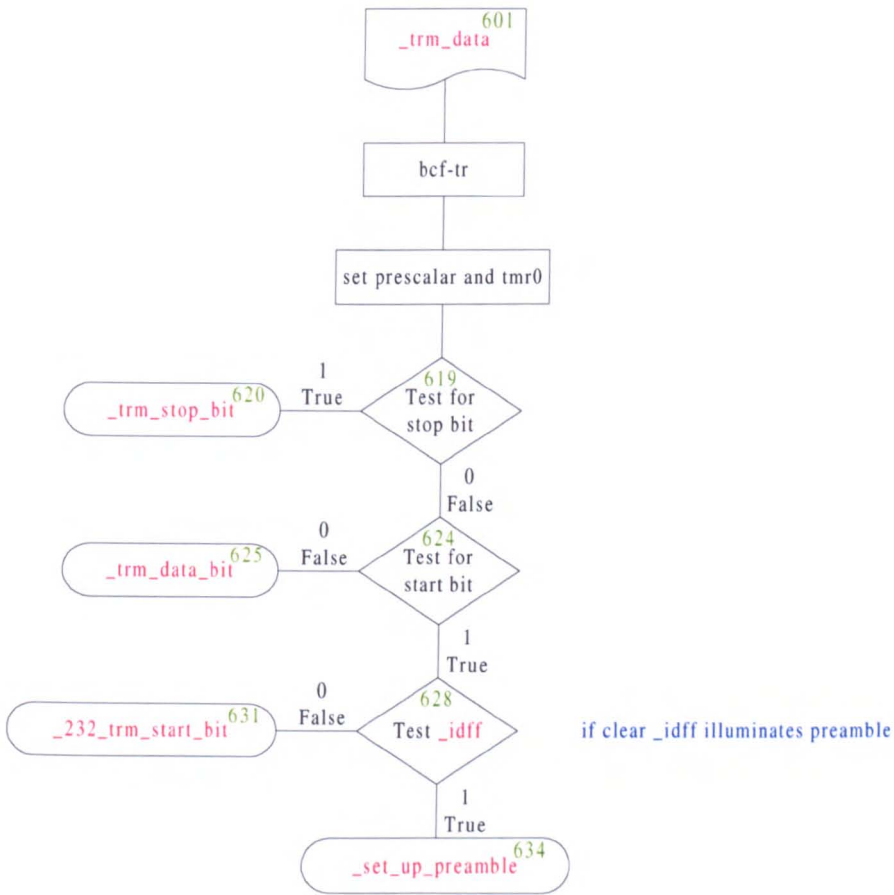 601
_trm_data
bcf-tr
set prescalar and tmr0
619
Test for
stop bit
1
True
620
_trm_stop_bit
0
False
624
Test for
start bit
0
False
625
_trm_data_bit
1
True
628
Test _idff
0
False
631
_232_trm_start_bit
if clear _idff illuminates preamble
1
True
634
_set_up_preamble